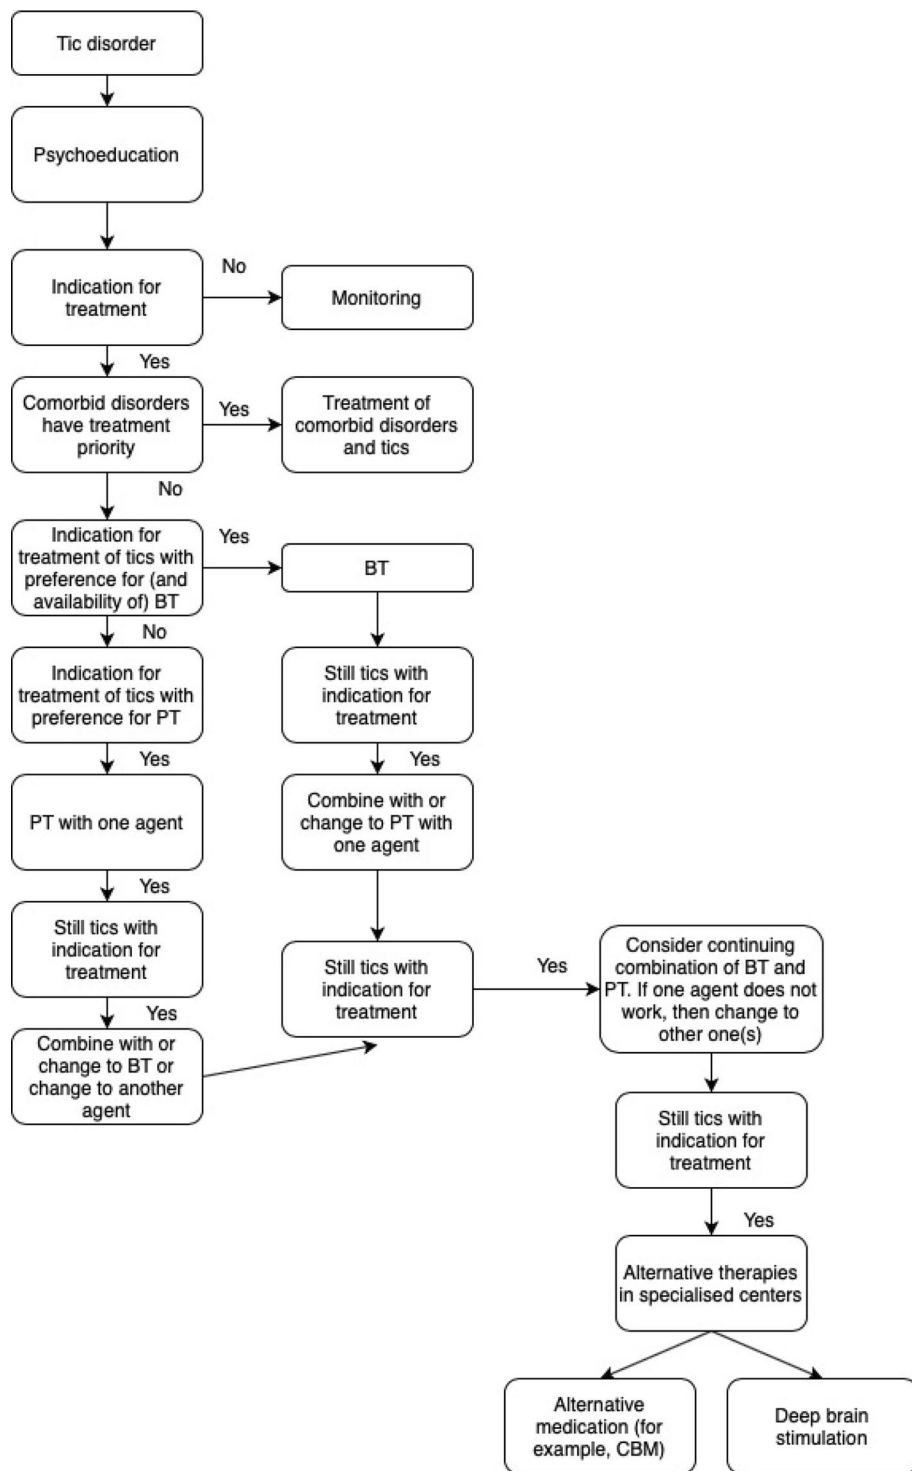 Tic disorder
Psychoeducation
Indication for
treatment
No
Monitoring
Yes
Comorbid disorders
have treatment
priority
Yes
Treatment of
comorbid disorders
and tics
No
Indication for
treatment of tics with
preference for (and
availability of) BT
Yes
BT
No
Indication for
treatment of tics with
preference for PT
Still tics with
indication for
treatment
Yes
Yes
PT with one agent
Combine with or
change to PT with
one agent
Yes
Still tics with
indication for
treatment
Still tics with
indication for
treatment
Yes
Consider continuing
combination of BT and
PT. If one agent does not
work, then change to
other one(s)
Yes
Combine with or
change to BT or
change to another
agent
Still tics with
indication for
treatment
Yes
Alternative therapies
in specialised centers
Alternative
medication (for
example, CBM)
Deep brain
stimulation